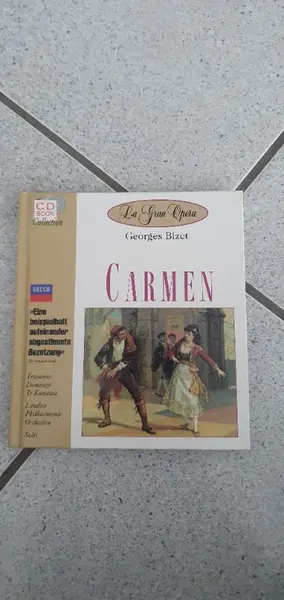 CD
BOOK
Collection
La Gran Opera
Georges Bizet
CARMEN
DECCA
«Eine
beispielhaft
aufeinander
abgestimmte
Besetzung»
Troyanos
Domingo
Te Kanawa
London
Philharmonic
Orchestra
Solti